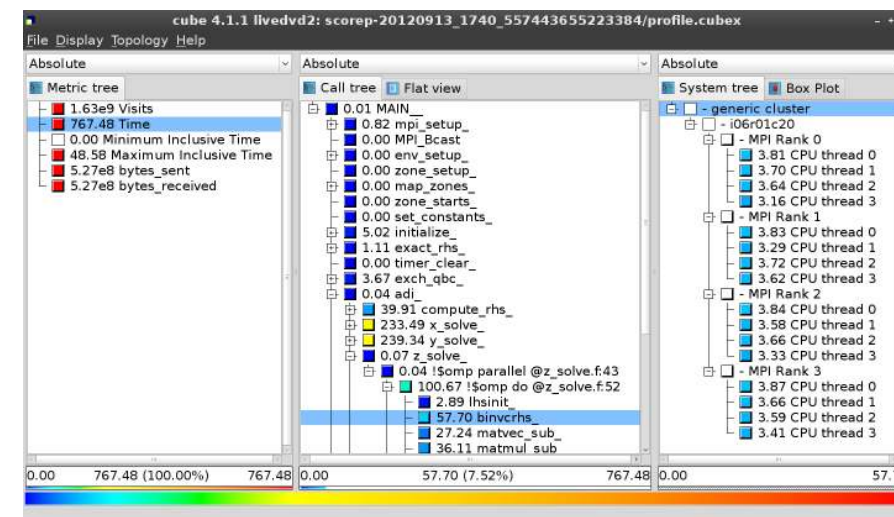 cube 4.1.1 livedvd2: scorep-20120913_1740_557443655223384/profile.cubex
File Display Topology Help
Absolute
Metric tree
1.63e9 Visits
767.48 Time
0.00 Minimum Inclusive Time
48.58 Maximum Inclusive Time
5.27e8 bytes_sent
5.27e8 bytes_received
0.00 767.48 (100.00%) 767.48
Absolute
Call tree Flat view
0.01 MAIN__
0.82 mpi_setup_
0.00 MPI_Bcast
0.00 env_setup_
0.00 zone_setup_
0.00 map_zones_
0.00 zone_starts_
0.00 set_constants_
5.02 initialize_
1.11 exact_rhs_
0.00 timer_clear_
3.67 exch_qbc_
0.04 adi_
39.91 compute_rhs_
233.49 x_solve_
239.34 y_solve_
0.07 z_solve_
0.04 !$omp parallel @z_solve.f:43
100.67 !$omp do @z_solve.f:52
2.89 lhsinit_
57.70 binvcrhs_
27.24 matvec_sub_
36.11 matmul_sub
0.00 57.70 (7.52%) 767.48
Absolute
System tree Box Plot
- generic cluster
- i06r01c20
- MPI Rank 0
3.81 CPU thread 0
3.70 CPU thread 1
3.64 CPU thread 2
3.16 CPU thread 3
- MPI Rank 1
3.83 CPU thread 0
3.29 CPU thread 1
3.72 CPU thread 2
3.62 CPU thread 3
- MPI Rank 2
3.84 CPU thread 0
3.58 CPU thread 1
3.66 CPU thread 2
3.33 CPU thread 3
- MPI Rank 3
3.87 CPU thread 0
3.66 CPU thread 1
3.59 CPU thread 2
3.41 CPU thread 3
0.00 57.